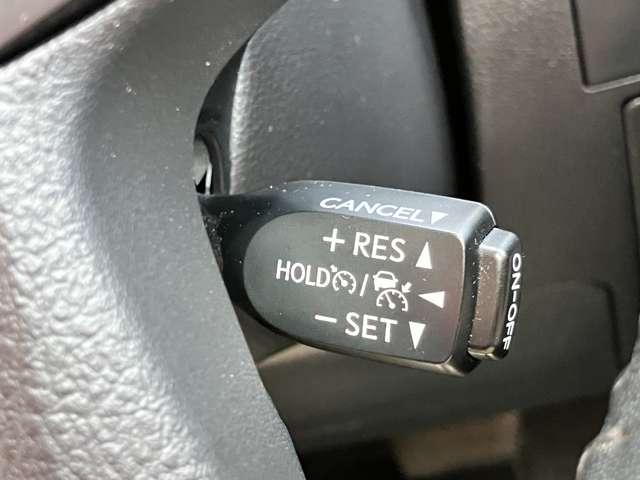 CANCEL▼
+ RES ▲
HOLD / ◀
− SET ▼
ON-OFF